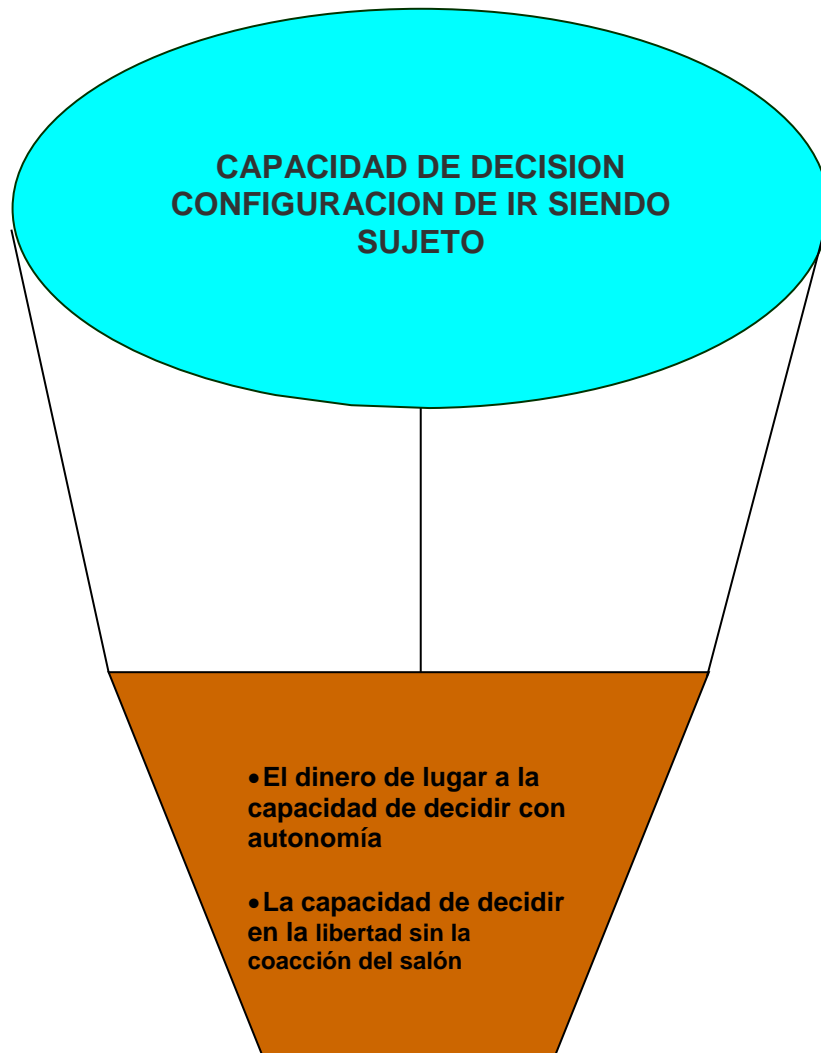 CAPACIDAD DE DECISION
CONFIGURACION DE IR SIENDO
SUJETO
•El dinero de lugar a la
capacidad de decidir con
autonomía
•La capacidad de decidir
en la libertad sin la
coacción del salón